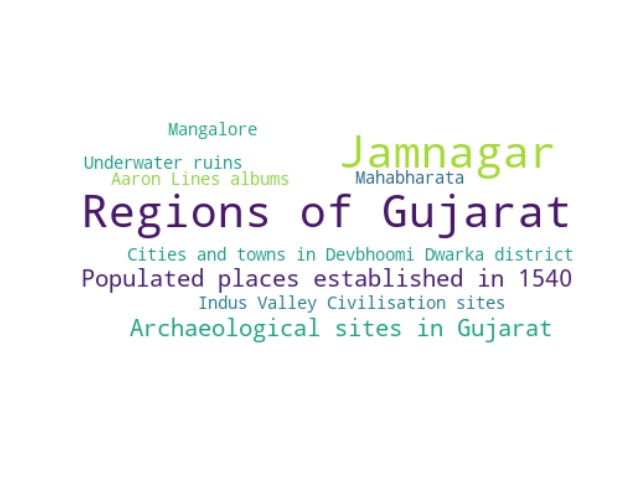 Mangalore
Jamnagar
Underwater ruins
Aaron Lines albums
Mahabharata
Regions of Gujarat
Cities and towns in Devbhoomi Dwarka district
Populated places established in 1540
Indus Valley Civilisation sites
Archaeological sites in Gujarat